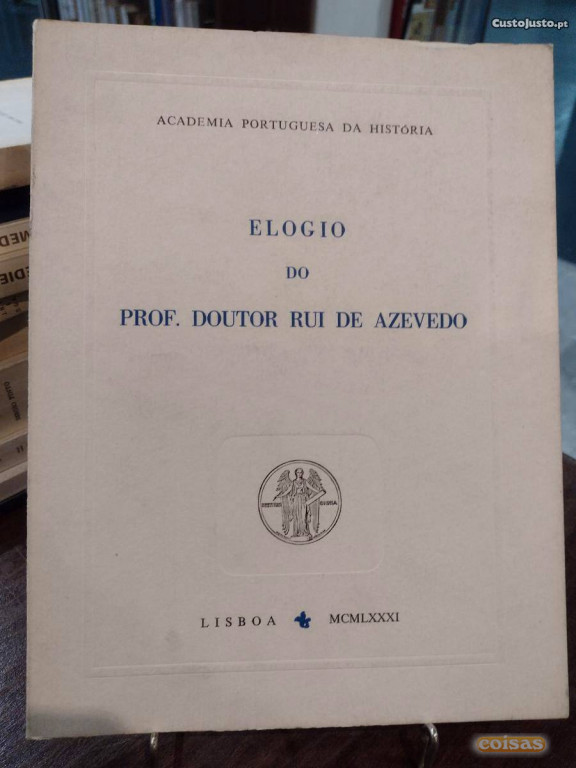 CustoJusto.pt
ACADEMIA PORTUGUESA DA HISTÓRIA
ELOGIO
DO
PROF. DOUTOR RUI DE AZEVEDO
LISBOA MCMLXXXI
coisas